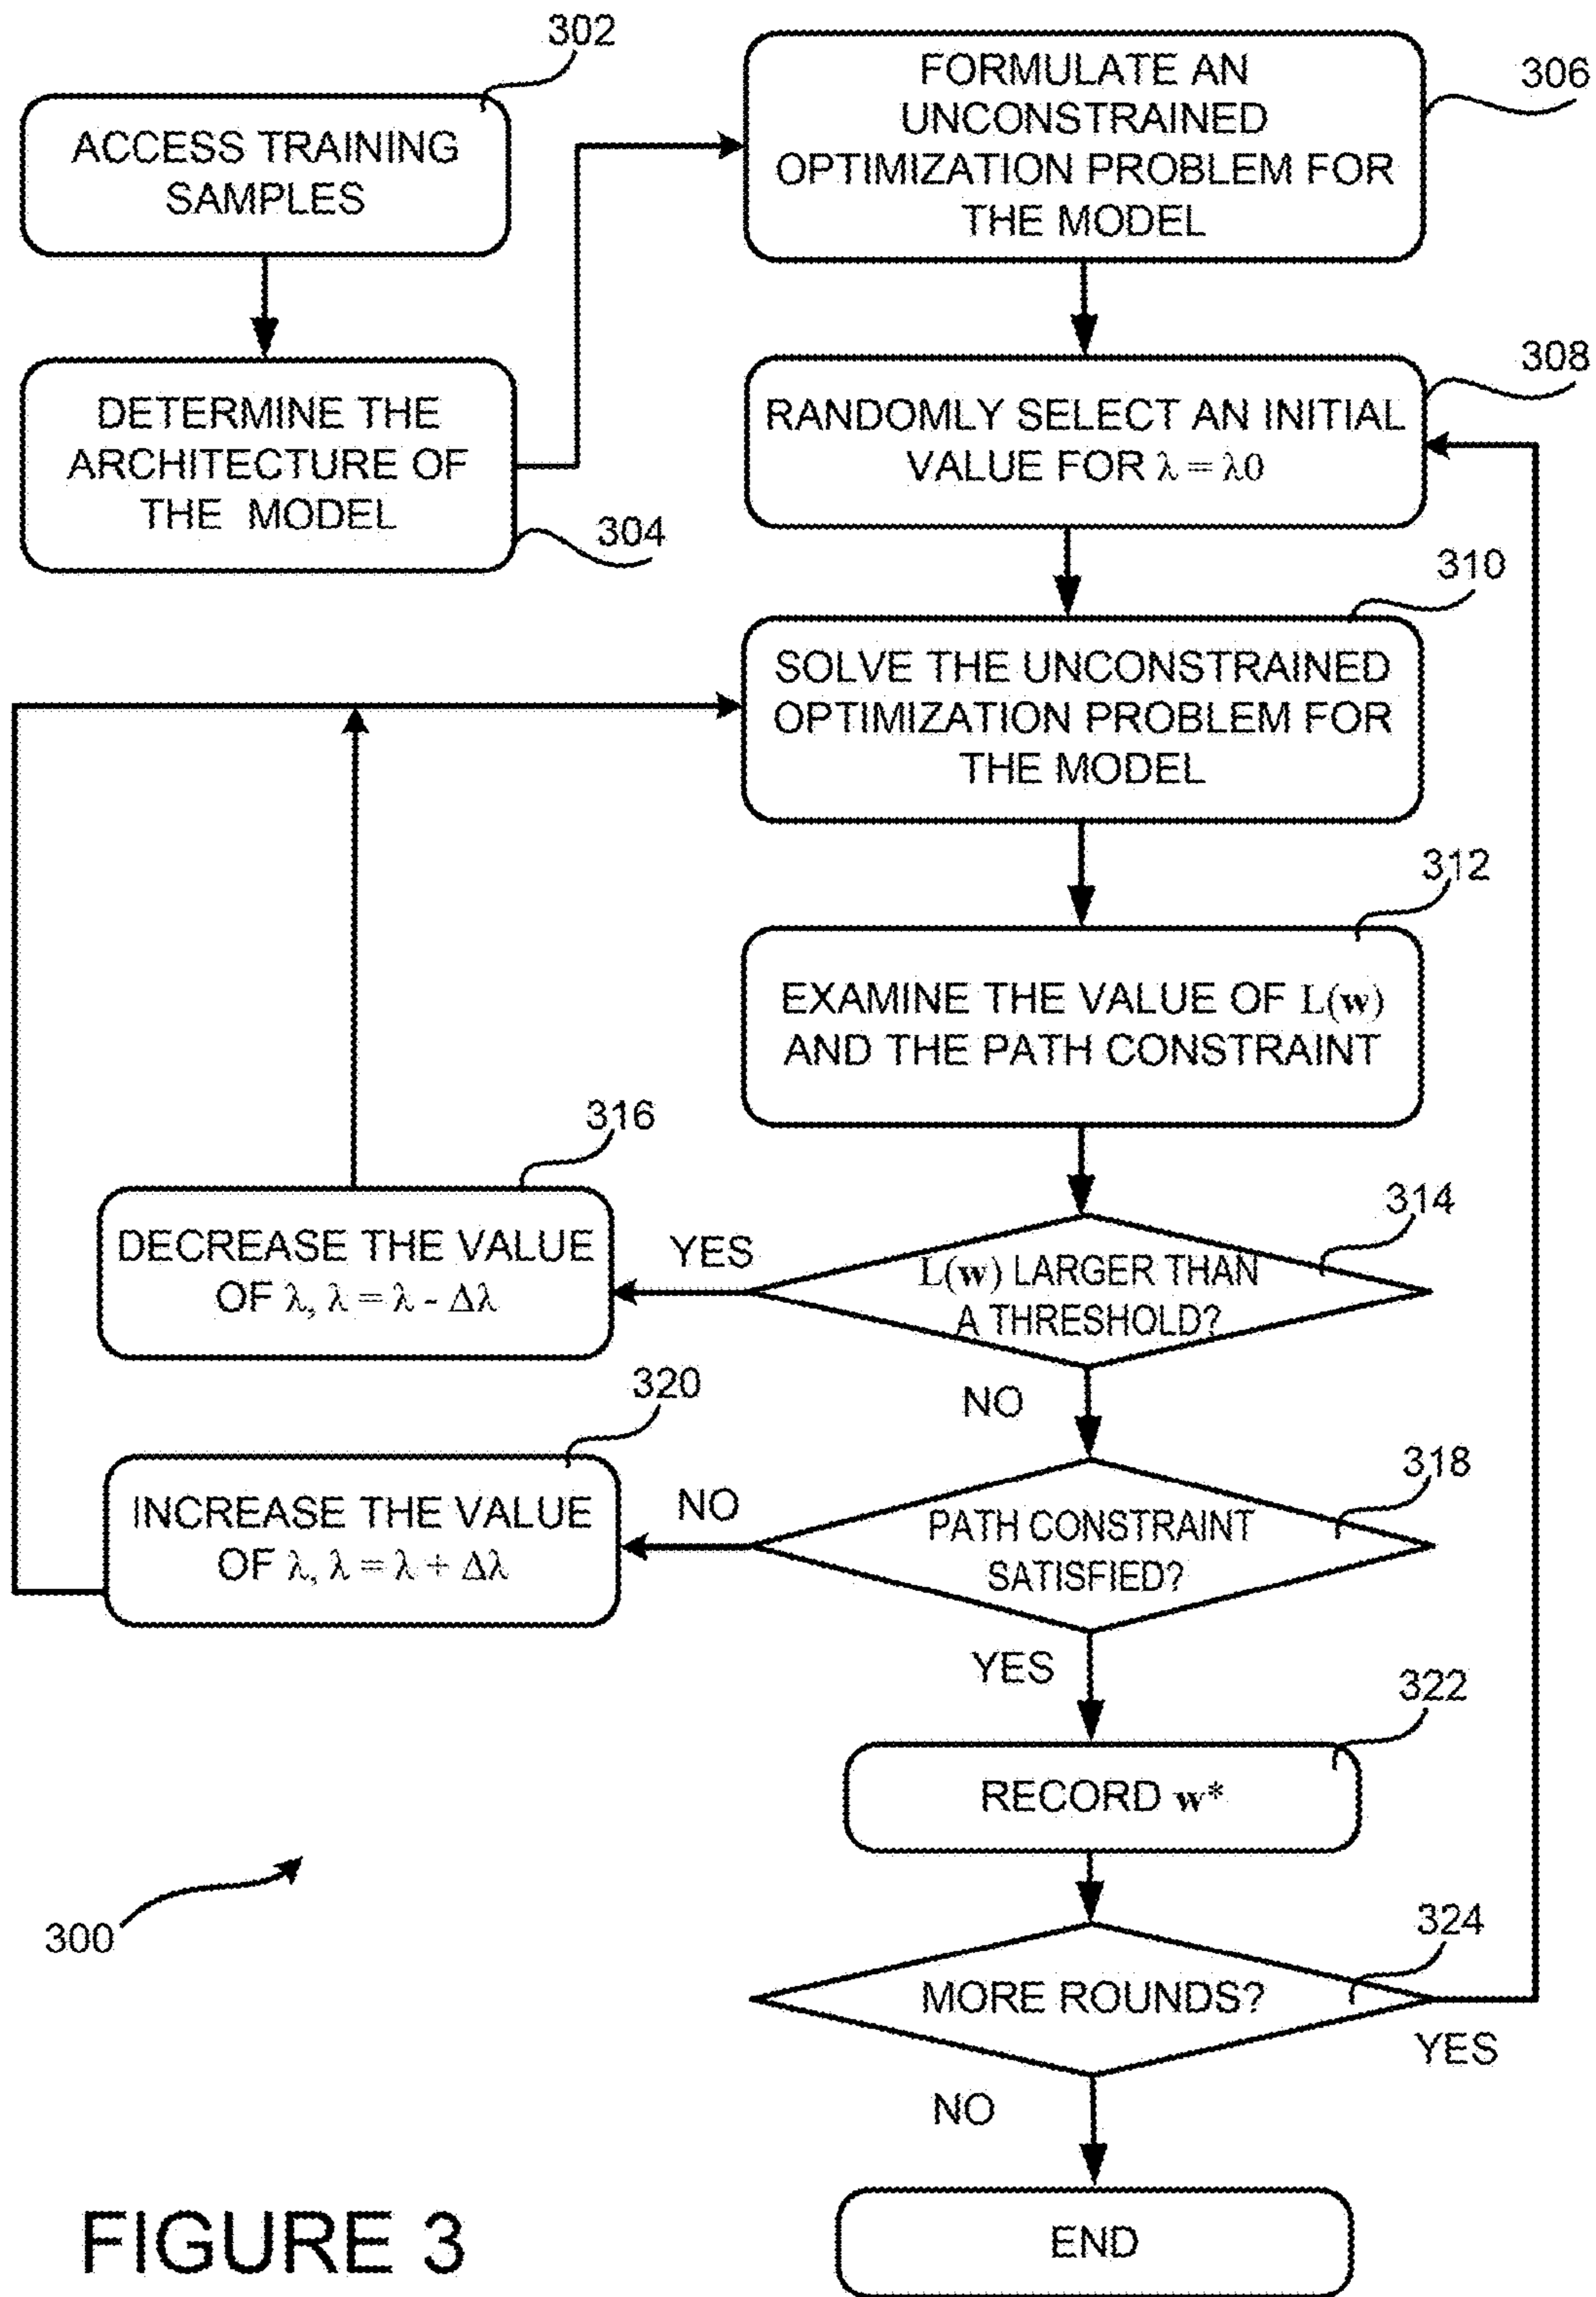 302
ACCESS TRAINING
SAMPLES
DETERMINE THE
ARCHITECTURE OF
THE MODEL
304
FORMULATE AN
UNCONSTRAINED
OPTIMIZATION PROBLEM FOR
THE MODEL
306
308
RANDOMLY SELECT AN INITIAL
VALUE FOR λ = λ0
310
SOLVE THE UNCONSTRAINED
OPTIMIZATION PROBLEM FOR
THE MODEL
312
EXAMINE THE VALUE OF L(w)
AND THE PATH CONSTRAINT
314
L(w) LARGER THAN
A THRESHOLD?
YES
316
DECREASE THE VALUE
OF λ, λ = λ - Δλ
NO
318
PATH CONSTRAINT
SATISFIED?
NO
320
INCREASE THE VALUE
OF λ, λ = λ + Δλ
YES
322
RECORD w*
324
MORE ROUNDS?
YES
NO
END
300
FIGURE 3